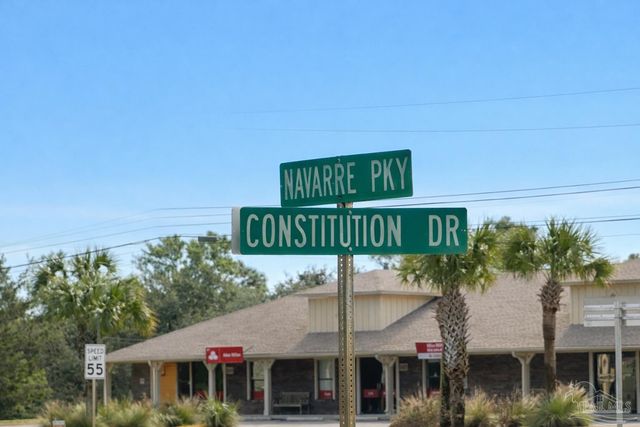 NAVARRE PKY
CONSTITUTION DR
SPEED
LIMIT
55